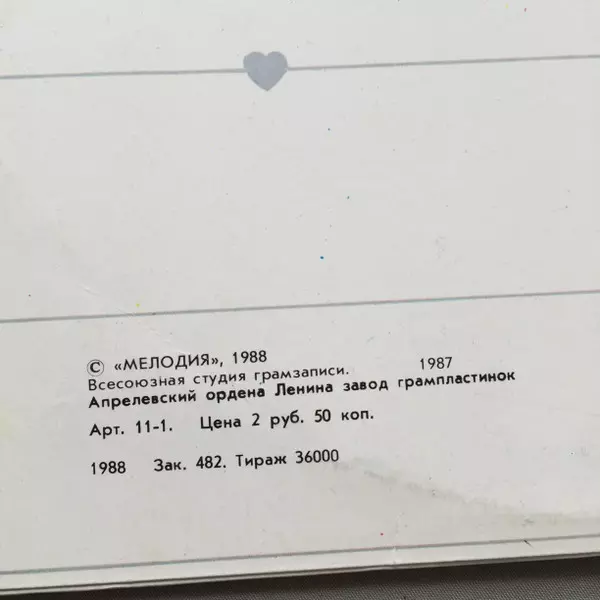 © «МЕЛОДИЯ», 1988
Всесоюзная студия грамзаписи. 1987
Апрелевский ордена Ленина завод грампластинок
Арт. 11-1. Цена 2 руб. 50 коп.
1988 Зак. 482. Тираж 36000